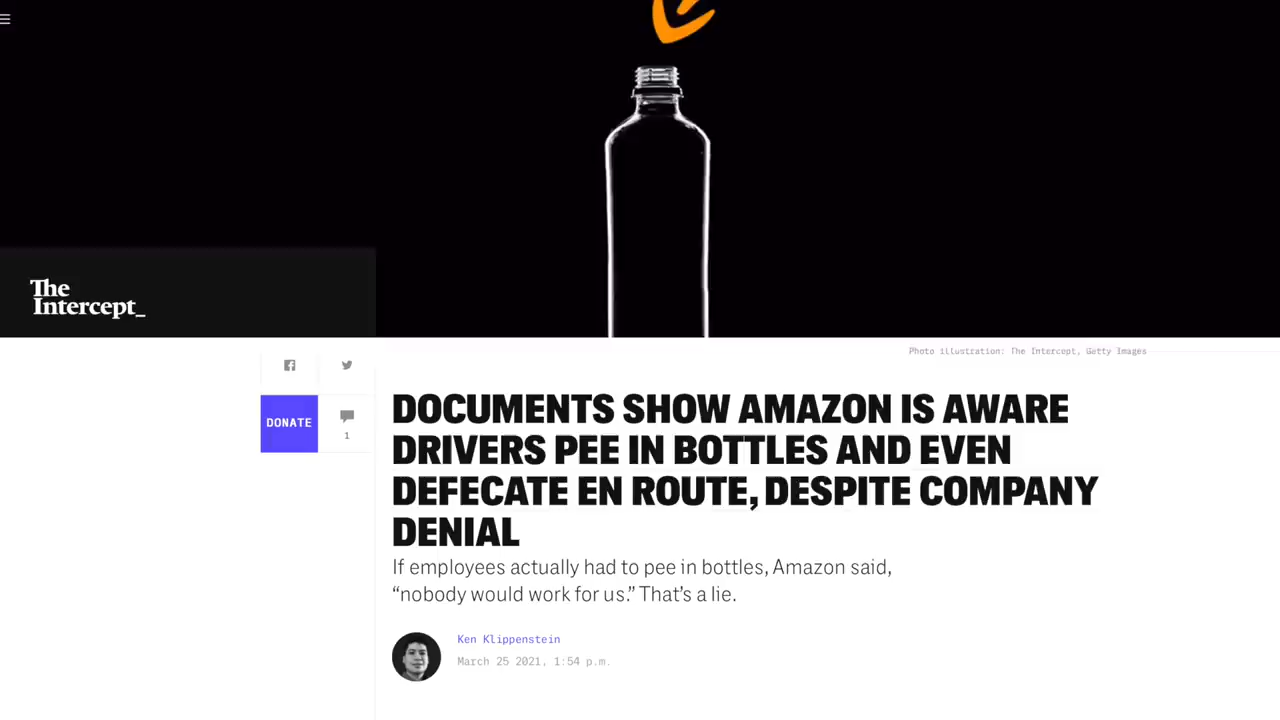 The
Intercept_
Photo illustration: The Intercept, Getty Images
DONATE
1
DOCUMENTS SHOW AMAZON IS AWARE
DRIVERS PEE IN BOTTLES AND EVEN
DEFECATE EN ROUTE, DESPITE COMPANY
DENIAL
If employees actually had to pee in bottles, Amazon said,
“nobody would work for us.” That’s a lie.
Ken Klippenstein
March 25 2021, 1:54 p.m.